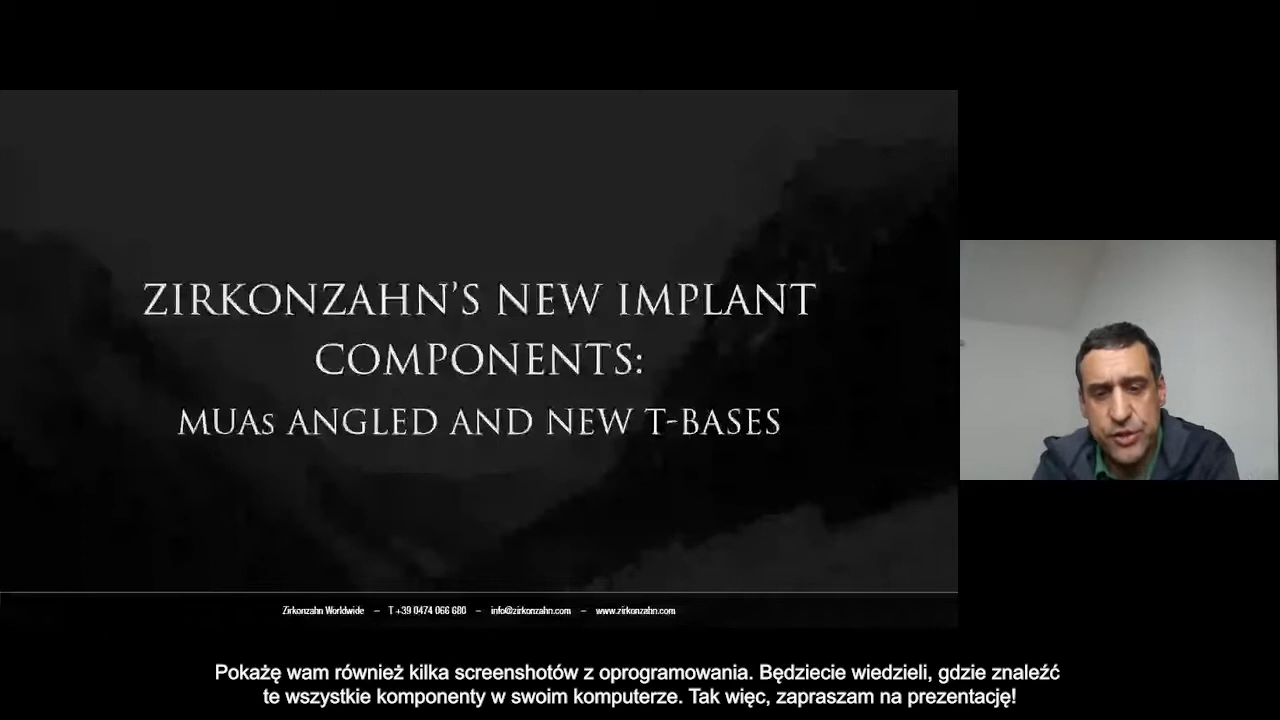 ZIRKONZAHN'S NEW IMPLANT
COMPONENTS:
MUAs ANGLED AND NEW T-BASES
Zirkonzahn Worldwide – T +39 0474 066 680 – info@zirkonzahn.com – www.zirkonzahn.com
Pokażę wam również kilka screenshotów z oprogramowania. Będziecie wiedzieli, gdzie znaleźć
te wszystkie komponenty w swoim komputerze. Tak więc, zapraszam na prezentację!